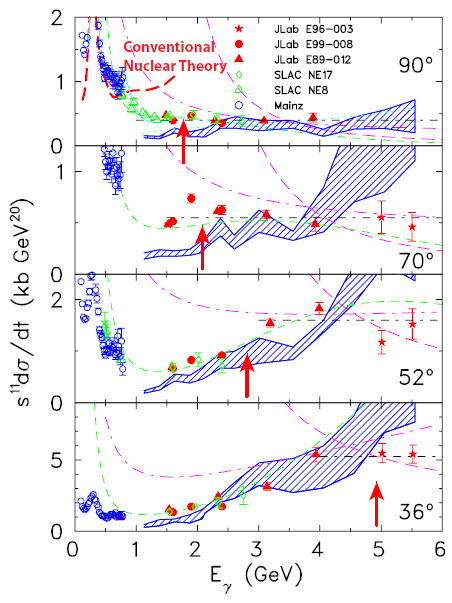 Conventional
Nuclear Theory
JLab E96-003
JLab E99-008
JLab E89-012
SLAC NE17
SLAC NE8
Mainz
2
1
0
90°
1
0
70°
2
0
52°
5
0
36°
0 1 2 3 4 5 6
Eγ (GeV)
s¹¹dσ/dt (kb GeV²⁰)